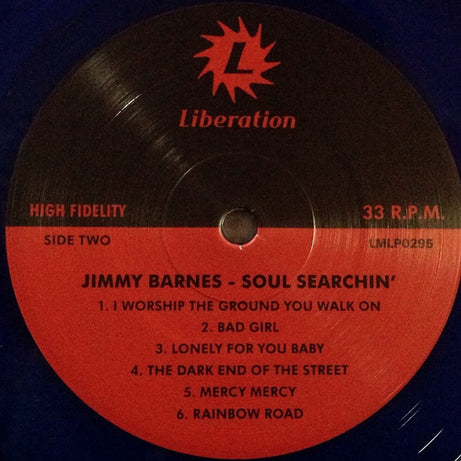 L
Liberation
HIGH FIDELITY 33 R.P.M.
SIDE TWO LMLP0295
JIMMY BARNES - SOUL SEARCHIN'
1. I WORSHIP THE GROUND YOU WALK ON
2. BAD GIRL
3. LONELY FOR YOU BABY
4. THE DARK END OF THE STREET
5. MERCY MERCY
6. RAINBOW ROAD